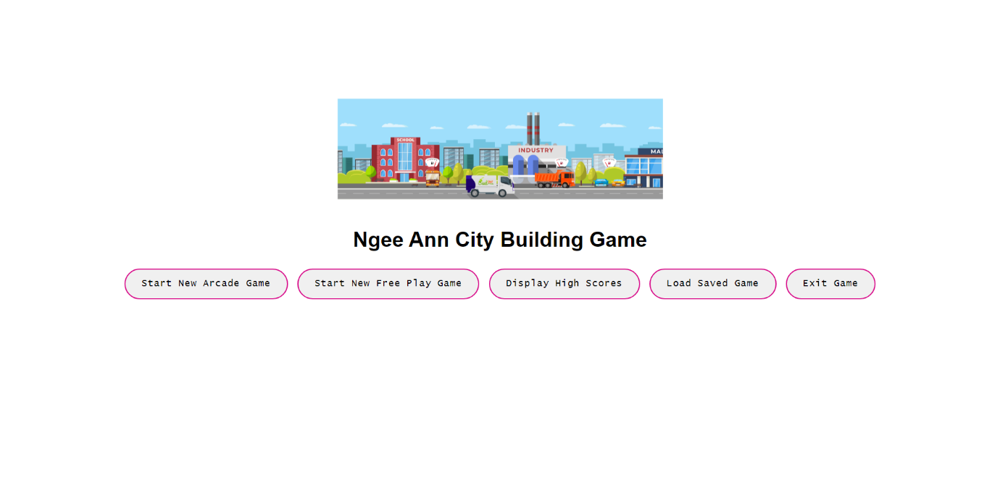 SCHOOL
INDUSTRY
Ngee Ann City Building Game
Start New Arcade Game
Start New Free Play Game
Display High Scores
Load Saved Game
Exit Game